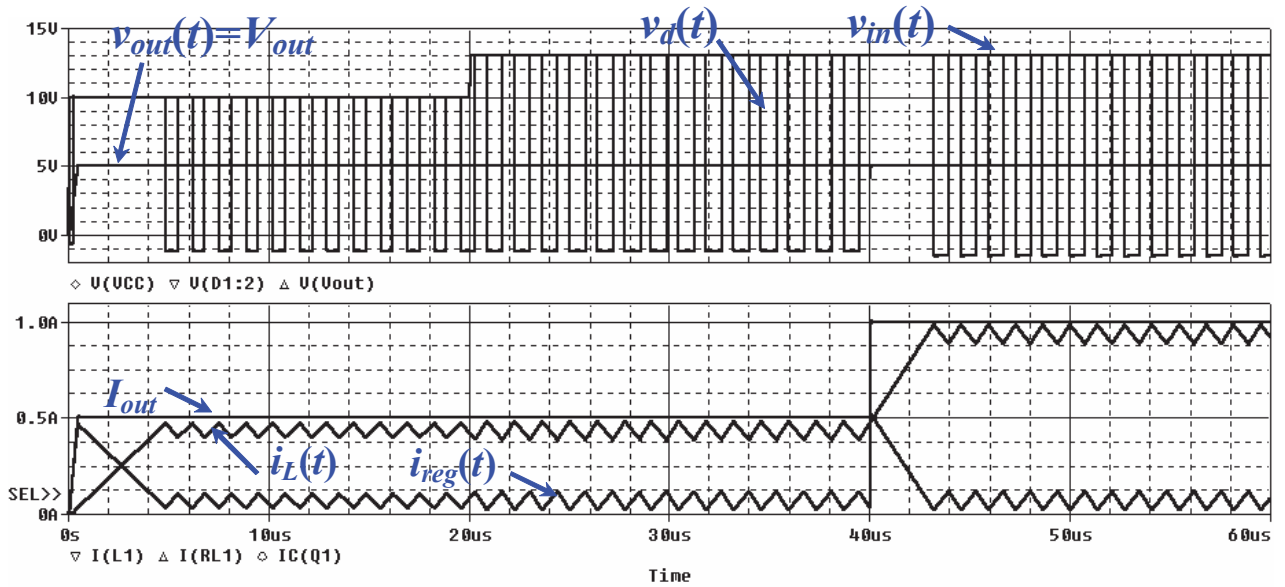 15V
v_out(t)=V_out
v_d(t)
v_in(t)
10V
5V
0V
◇ V(VCC) ▽ V(D1:2) △ V(Vout)
1.0A
I_out
0.5A
i_L(t)
i_reg(t)
SEL>>
0A
0s 10us 20us 30us 40us 50us 60us
▽ I(L1) △ I(RL1) ◇ IC(Q1)
Time